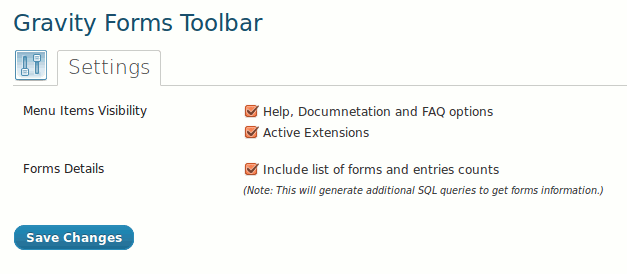 Gravity Forms Toolbar
Settings
Menu Items Visibility
Help, Documnetation and FAQ options
Active Extensions
Forms Details
Include list of forms and entries counts
(Note: This will generate additional SQL queries to get forms information.)
Save Changes